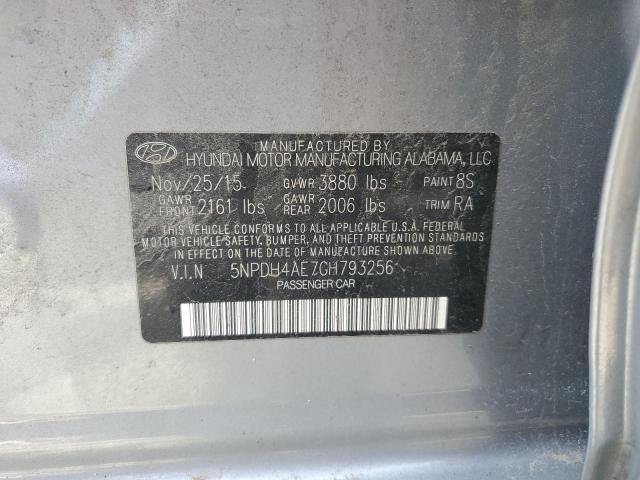 MANUFACTURED BY
HYUNDAI MOTOR MANUFACTURING ALABAMA, LLC
Nov/25/15 GVWR 3880 lbs PAINT 8S
GAWR FRONT 2161 lbs GAWR REAR 2006 lbs TRIM RA
THIS VEHICLE CONFORMS TO ALL APPLICABLE U.S.A. FEDERAL
MOTOR VEHICLE SAFETY, BUMPER, AND THEFT PREVENTION STANDARDS
IN EFFECT ON THE DATE OF MANUFACTURE SHOWN ABOVE.
V.I.N 5NPDH4AE7GH793256
PASSENGER CAR